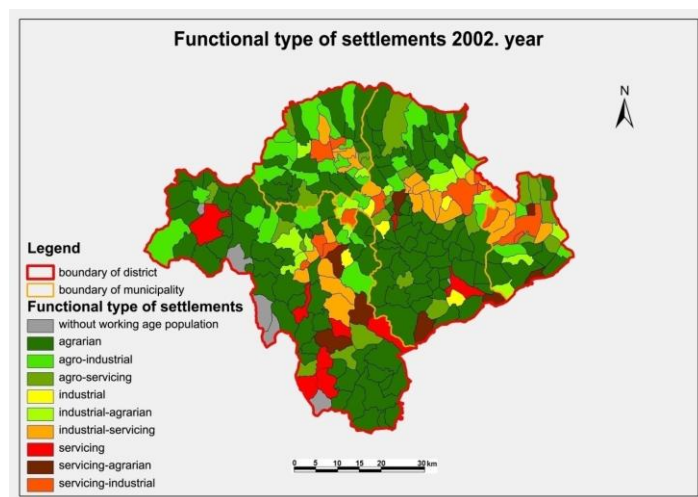 Functional type of settlements 2002. year
N
Legend
boundary of district
boundary of municipality
Functional type of settlements
without working age population
agrarian
agro-industrial
agro-servicing
industrial
industrial-agrarian
industrial-servicing
servicing
servicing-agrarian
servicing-industrial
0 5 10 15 20 30 km